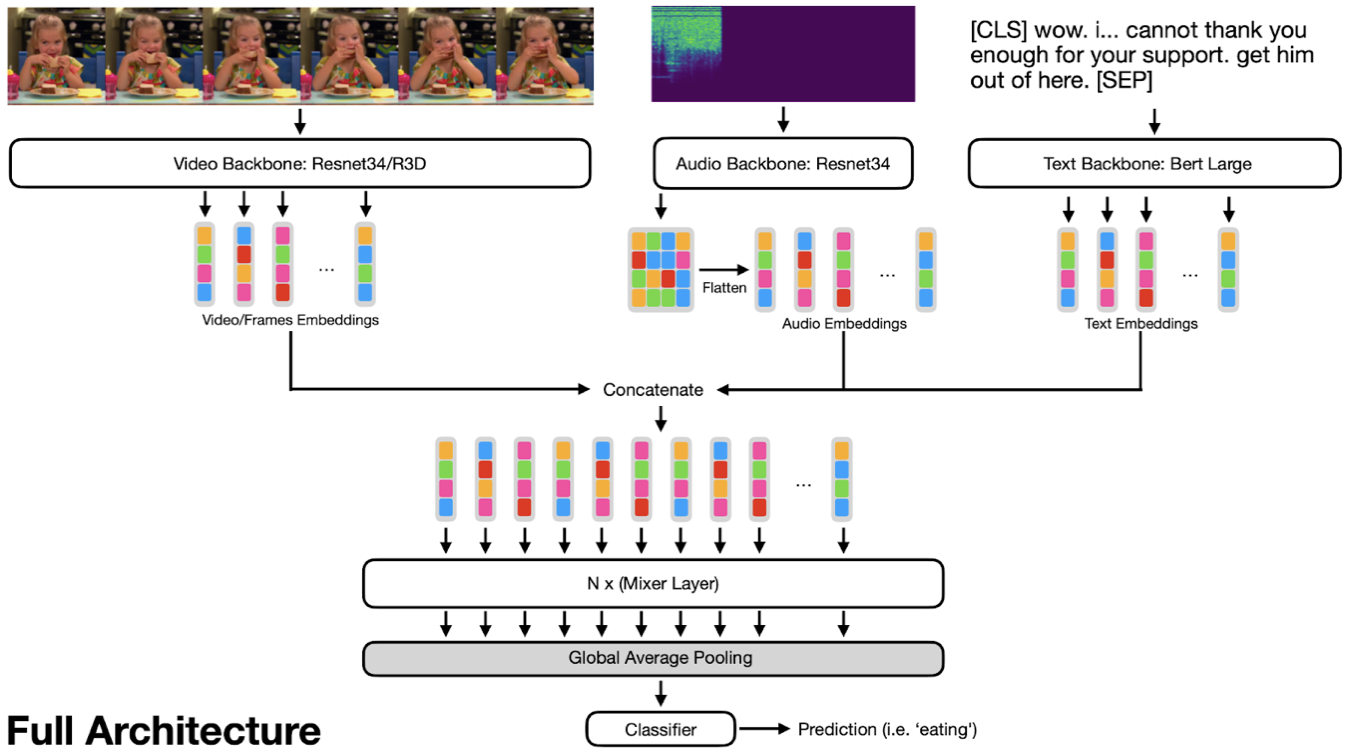 [CLS] wow. i... cannot thank you
enough for your support. get him
out of here. [SEP]
Video Backbone: Resnet34/R3D
Audio Backbone: Resnet34
Text Backbone: Bert Large
...
Flatten
...
...
Video/Frames Embeddings
Audio Embeddings
Text Embeddings
Concatenate
...
N x (Mixer Layer)
Global Average Pooling
Classifier
Prediction (i.e. ‘eating')
Full Architecture